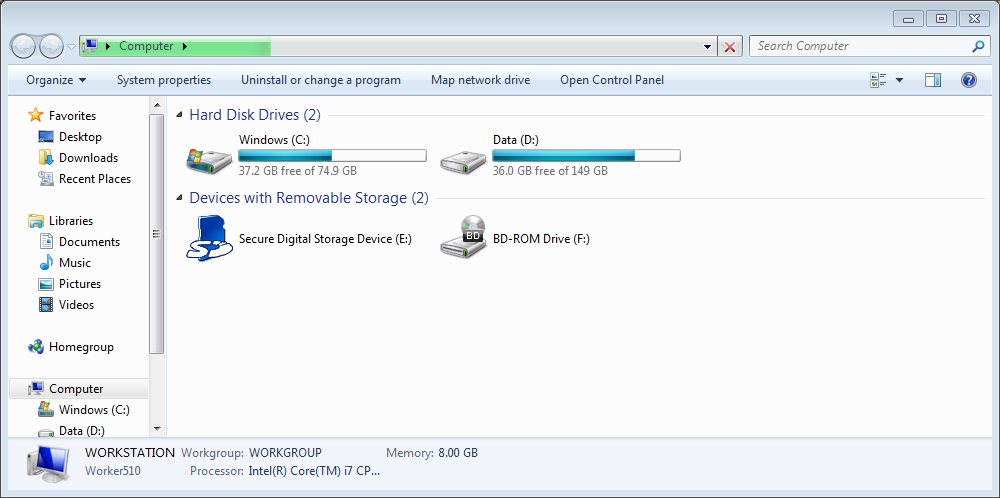 Computer
Search Computer
Organize System properties Uninstall or change a program Map network drive Open Control Panel
Favorites
Desktop
Downloads
Recent Places
Libraries
Documents
Music
Pictures
Videos
Homegroup
Computer
Windows (C:)
Data (D:)
Hard Disk Drives (2)
Windows (C:)
37.2 GB free of 74.9 GB
Data (D:)
36.0 GB free of 149 GB
Devices with Removable Storage (2)
Secure Digital Storage Device (E:)
BD
BD-ROM Drive (F:)
WORKSTATION Workgroup: WORKGROUP Memory: 8.00 GB
Worker510 Processor: Intel(R) Core(TM) i7 CP...